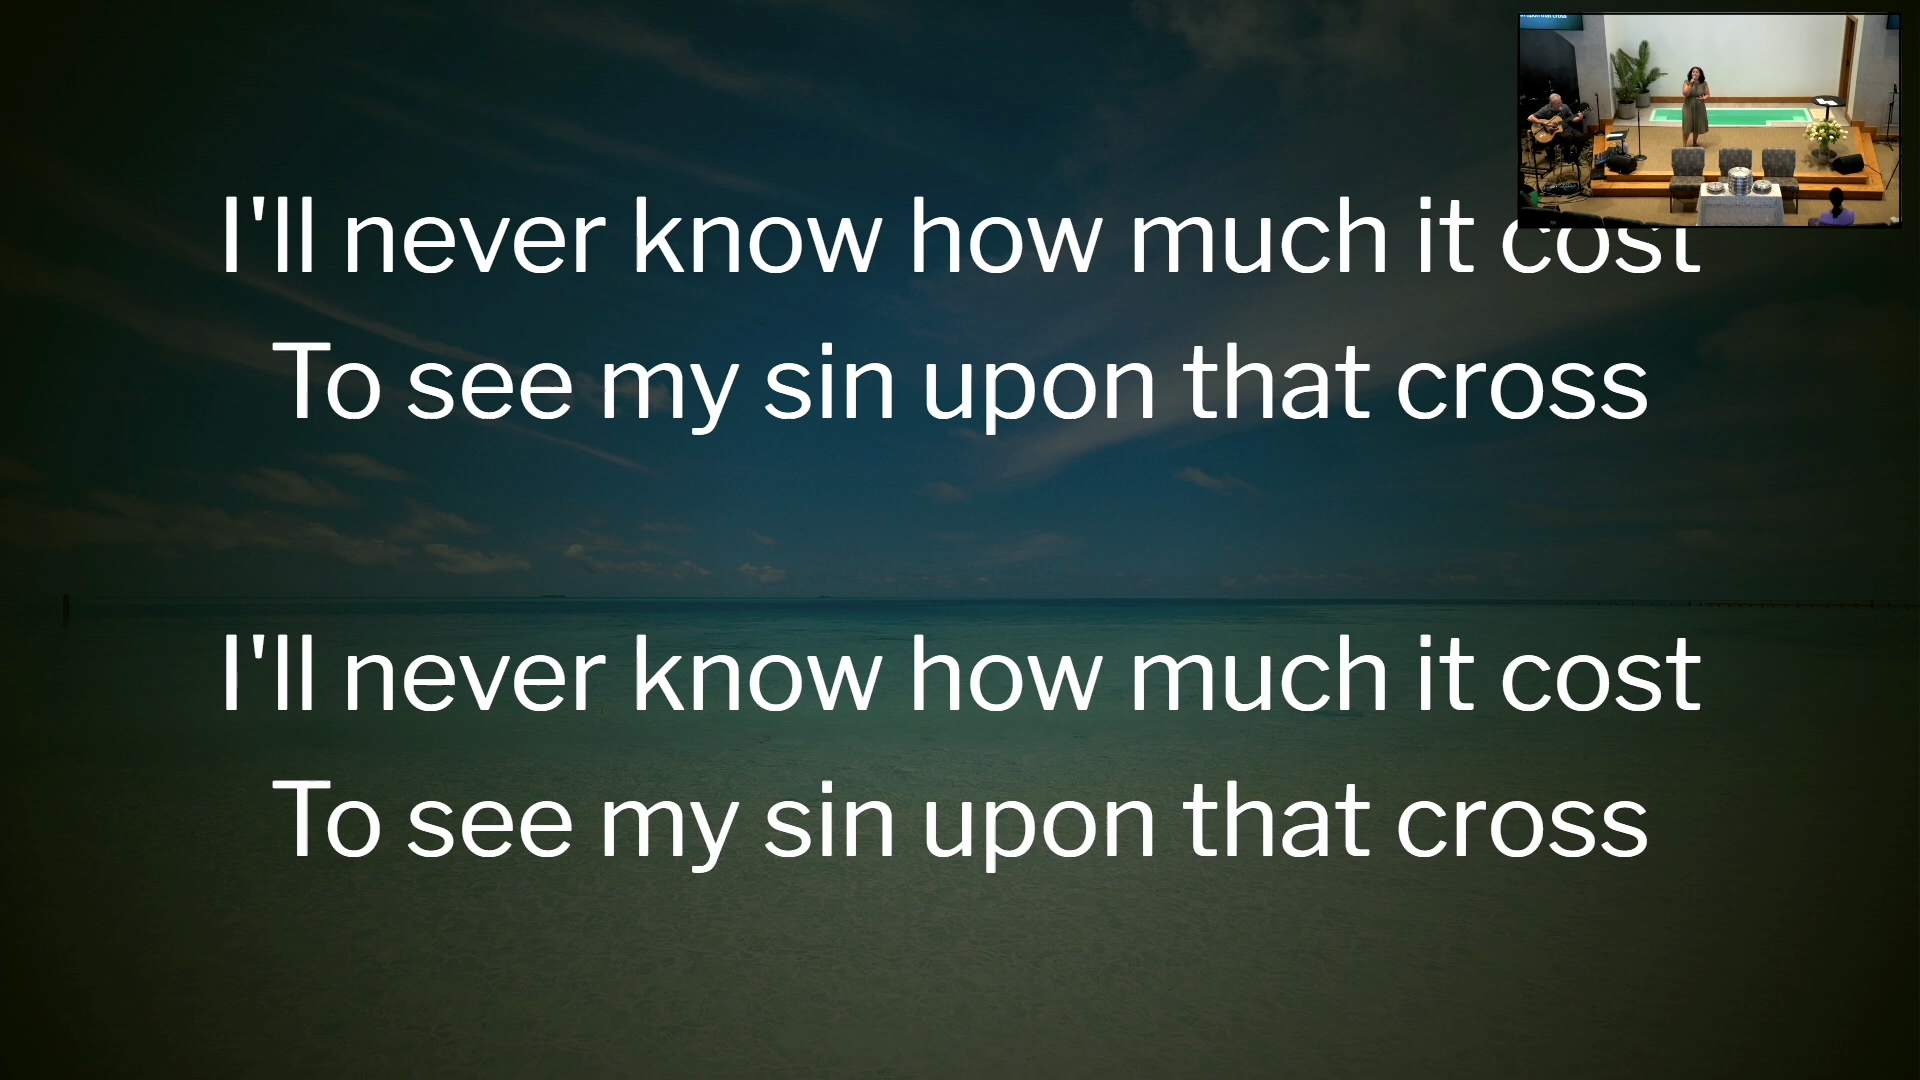 I'll never know how much it cost
To see my sin upon that cross
I'll never know how much it cost
To see my sin upon that cross